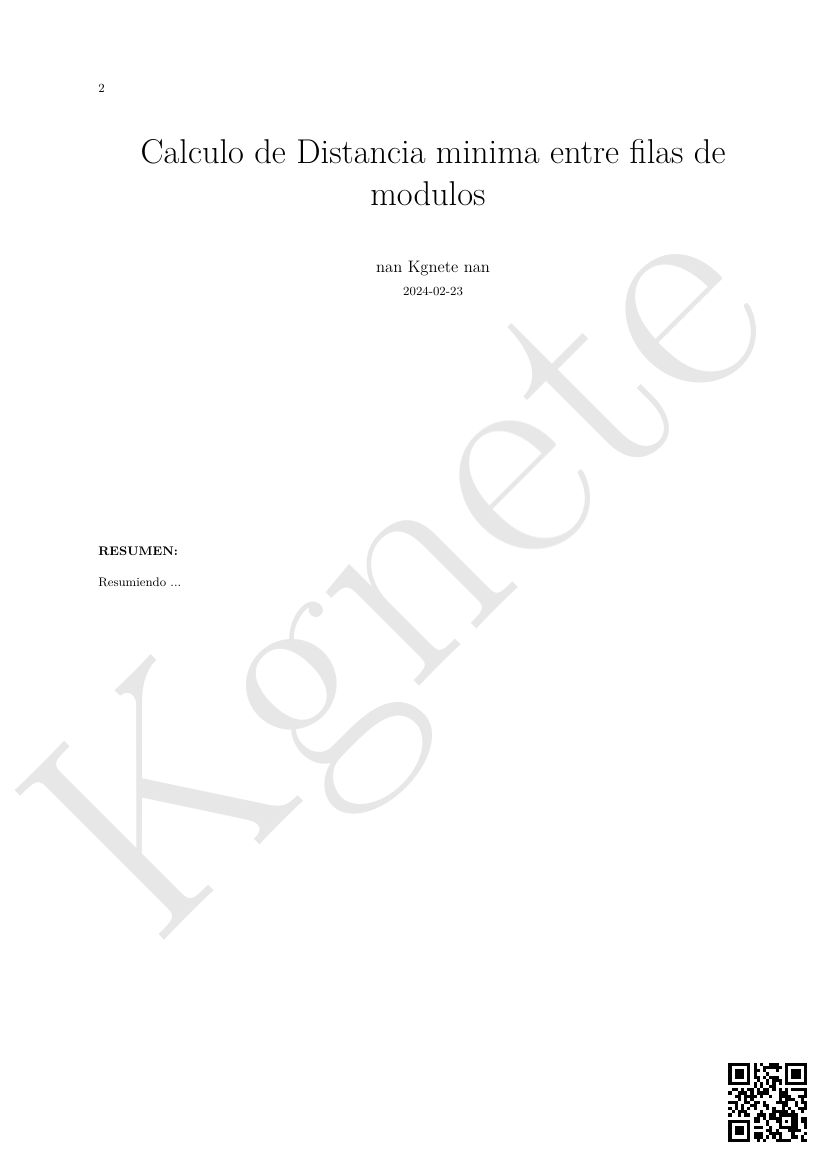 2
Calculo de Distancia minima entre filas de
modulos
nan Kgnete nan
2024-02-23
RESUMEN:
Resumiendo ...
Kgnete